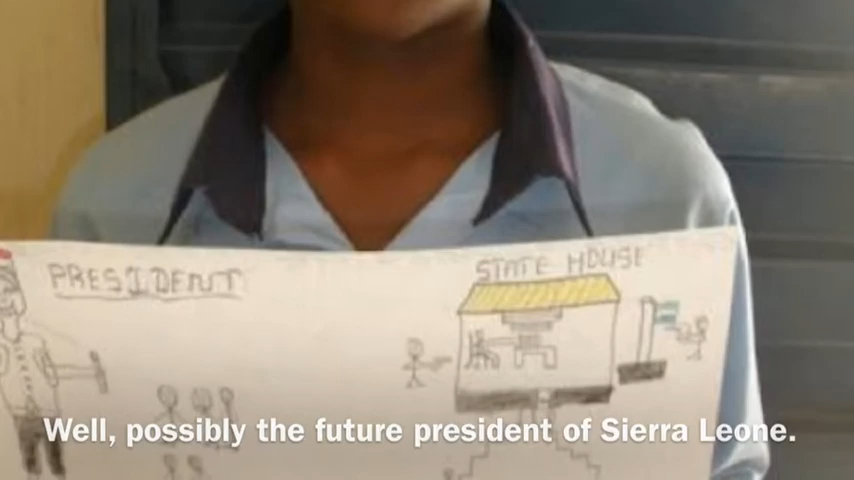 PRESIDENT
STATE HOUSE
Well, possibly the future president of Sierra Leone.